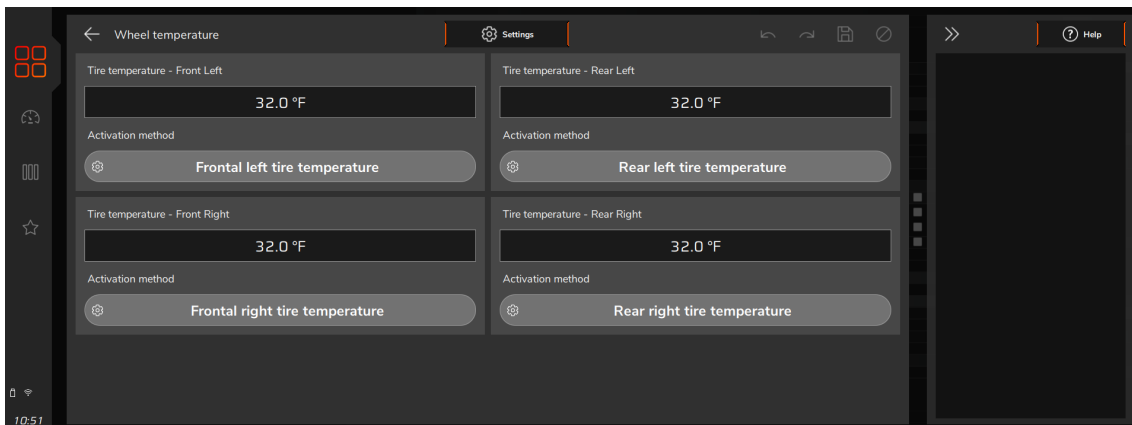 Wheel temperature
Settings
Help
Tire temperature - Front Left
32.0 °F
Activation method
Frontal left tire temperature
Tire temperature - Rear Left
32.0 °F
Activation method
Rear left tire temperature
Tire temperature - Front Right
32.0 °F
Activation method
Frontal right tire temperature
Tire temperature - Rear Right
32.0 °F
Activation method
Rear right tire temperature
10:51